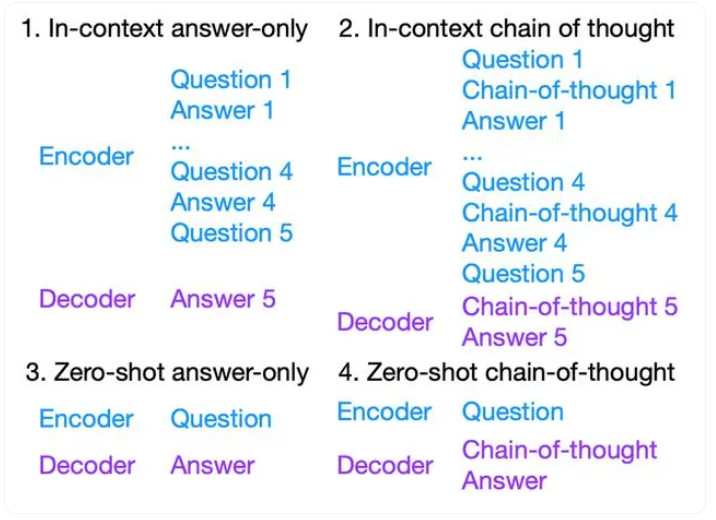 1. In-context answer-only
Encoder
Question 1
Answer 1
...
Question 4
Answer 4
Question 5
Decoder
Answer 5
2. In-context chain of thought
Encoder
Question 1
Chain-of-thought 1
Answer 1
...
Question 4
Chain-of-thought 4
Answer 4
Question 5
Decoder
Chain-of-thought 5
Answer 5
3. Zero-shot answer-only
Encoder
Question
Decoder
Answer
4. Zero-shot chain-of-thought
Encoder
Question
Decoder
Chain-of-thought
Answer